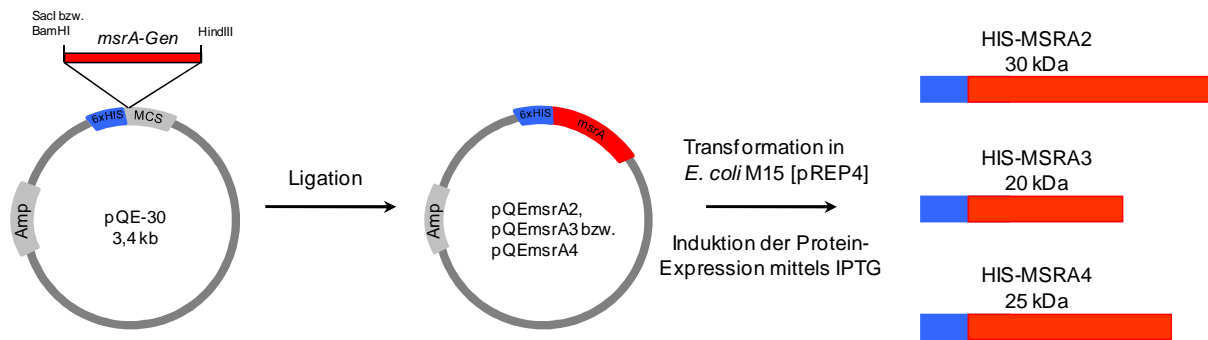 SacI bzw.
BamHI
msrA-Gen
HindIII
6xHIS
MCS
Amp
pQE-30
3,4 kb
Ligation
6xHIS
msrA
Amp
pQEmsrA2,
pQEmsrA3 bzw.
pQEmsrA4
Transformation in
E. coli M15 [pREP4]
Induktion der Protein-
Expression mittels IPTG
HIS-MSRA2
30 kDa
HIS-MSRA3
20 kDa
HIS-MSRA4
25 kDa